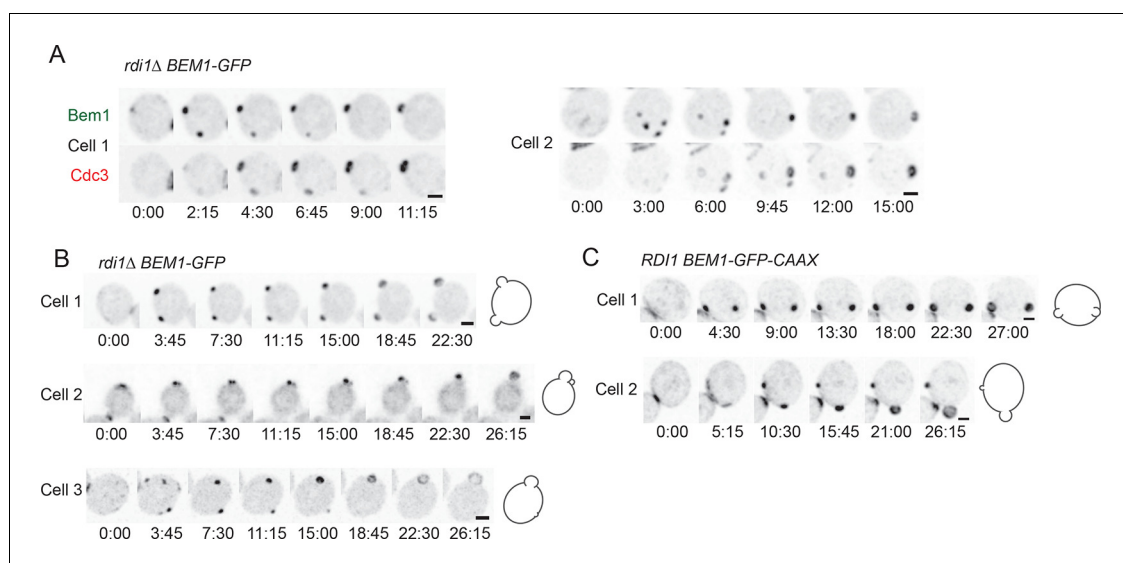 A
rdi1Δ BEM1-GFP
Bem1
Cell 1
Cdc3
0:00 2:15 4:30 6:45 9:00 11:15
Cell 2
0:00 3:00 6:00 9:45 12:00 15:00
B
rdi1Δ BEM1-GFP
Cell 1
0:00 3:45 7:30 11:15 15:00 18:45 22:30
Cell 2
0:00 3:45 7:30 11:15 15:00 18:45 22:30 26:15
Cell 3
0:00 3:45 7:30 11:15 15:00 18:45 22:30 26:15
C
RDI1 BEM1-GFP-CAAX
Cell 1
0:00 4:30 9:00 13:30 18:00 22:30 27:00
Cell 2
0:00 5:15 10:30 15:45 21:00 26:15